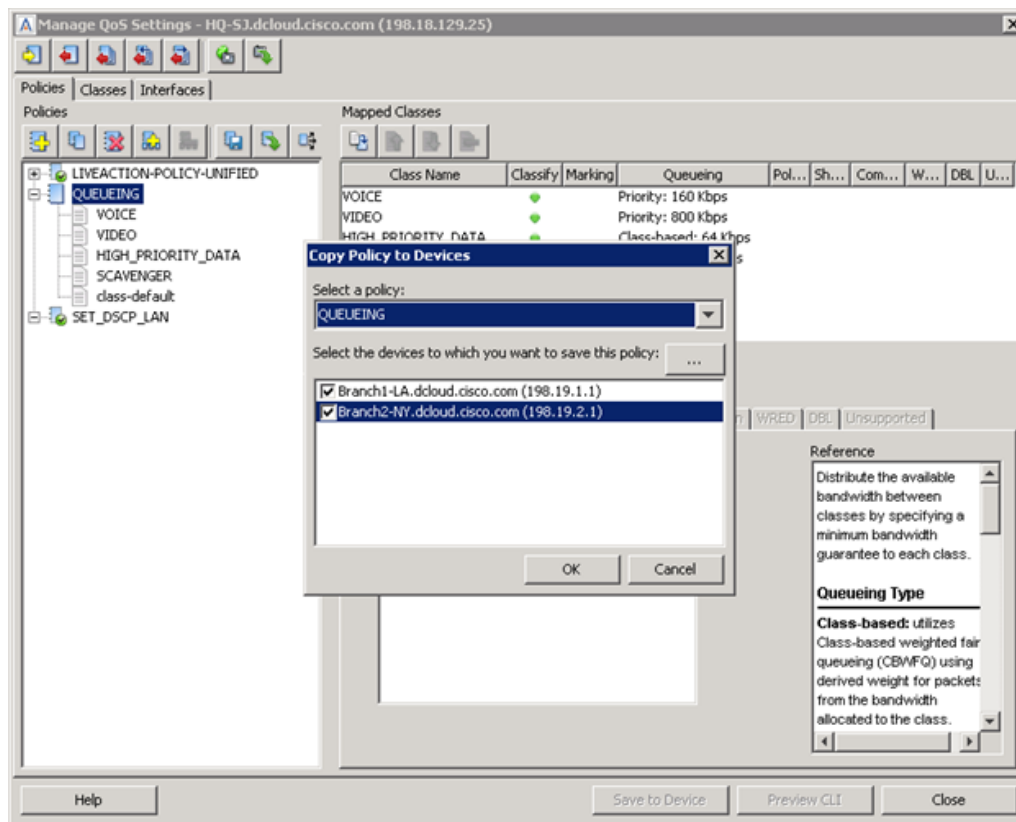 Manage QoS Settings - HQ-SJ.dcloud.cisco.com (198.18.129.25)
Policies
Classes
Interfaces
Policies
LIVEACTION-POLICY-UNIFIED
QUEUEING
VOICE
VIDEO
HIGH_PRIORITY_DATA
SCAVENGER
class-default
SET_DSCP_LAN
Mapped Classes
Class Name Classify Marking Queueing Pol... Sh... Com... W... DBL U...
VOICE Priority: 160 Kbps
VIDEO Priority: 800 Kbps
HIGH_PRIORITY_DATA Class-based: 64 Kbps
Copy Policy to Devices
Select a policy:
QUEUEING
Select the devices to which you want to save this policy: ...
Branch1-LA.dcloud.cisco.com (198.19.1.1)
Branch2-NY.dcloud.cisco.com (198.19.2.1)
OK Cancel
WRED DBL Unsupported
Reference
Distribute the available
bandwidth between
classes by specifying a
minimum bandwidth
guarantee to each class.
Queueing Type
Class-based: utilizes
Class-based weighted fair
queueing (CBWFQ) using
derived weight for packets
from the bandwidth
allocated to the class.
Help Save to Device Preview CLI Close